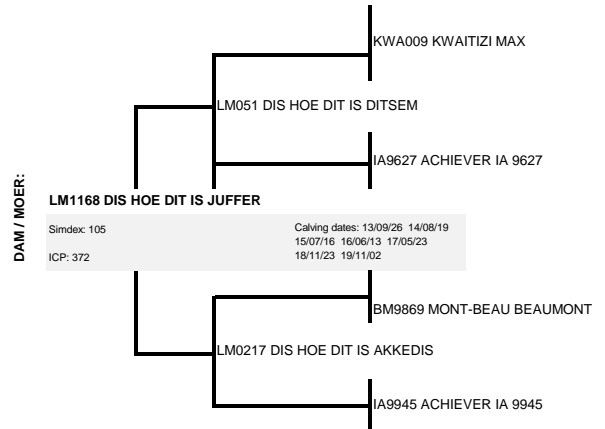 KWA009 KWAITIZI MAX
LM051 DIS HOE DIT IS DITSEM
IA9627 ACHIEVER IA 9627
DAM / MOER:
LM1168 DIS HOE DIT IS JUFFER
Simdex: 105
ICP: 372
Calving dates: 13/09/26 14/08/19
15/07/16 16/06/13 17/05/23
18/11/23 19/11/02
BM9869 MONT-BEAU BEAUMONT
LM0217 DIS HOE DIT IS AKKEDIS
IA9945 ACHIEVER IA 9945